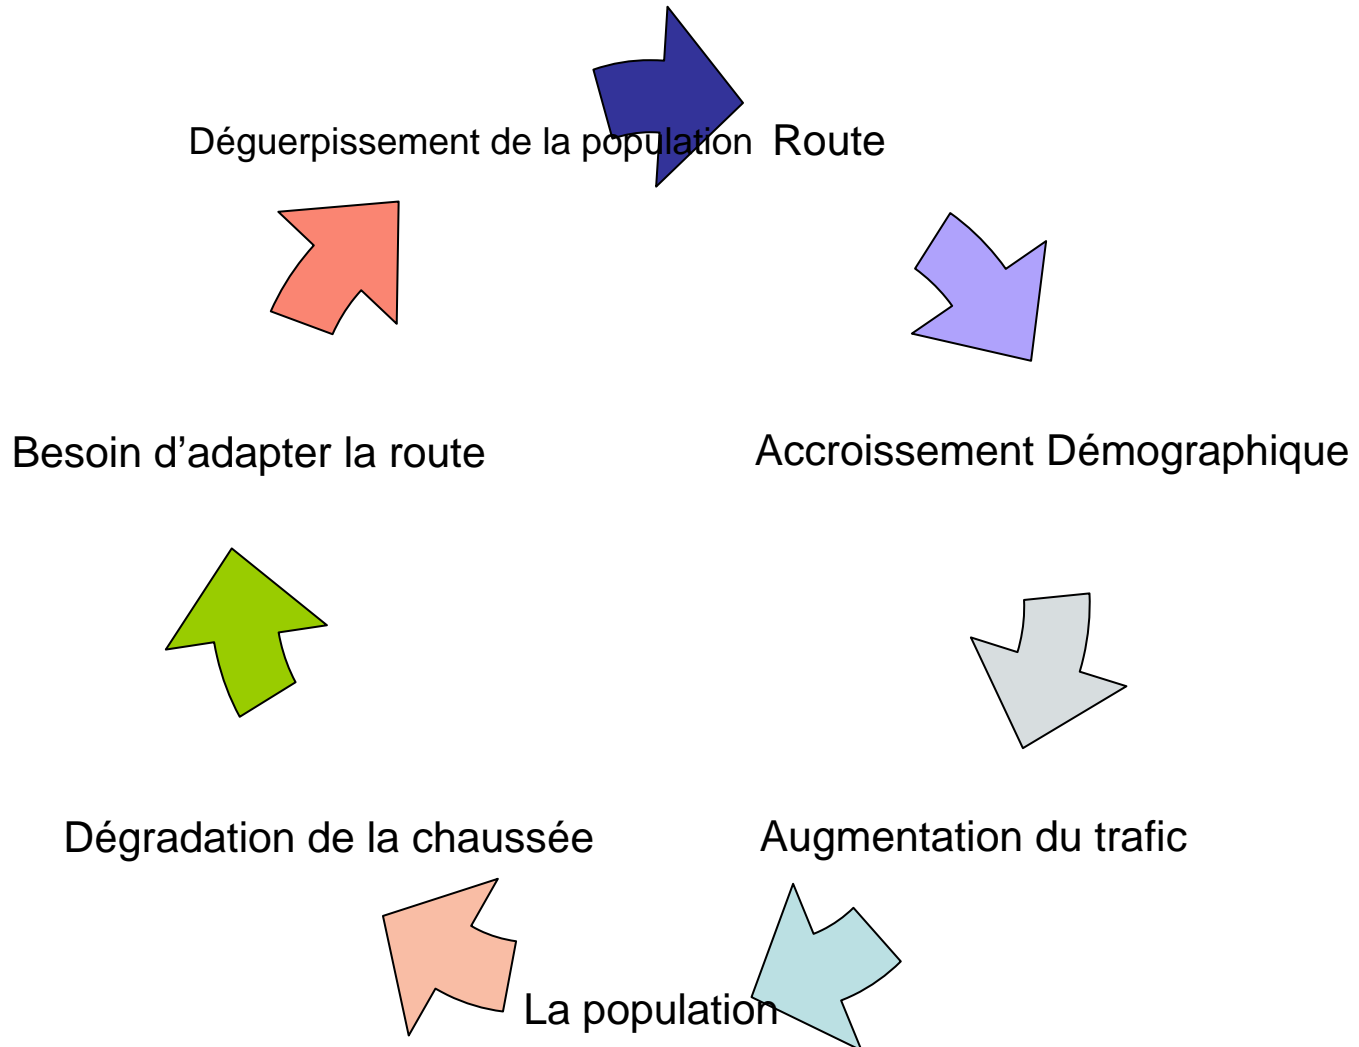 Déguerpissement de la population Route
Besoin d’adapter la route Accroissement Démographique
Dégradation de la chaussée Augmentation du trafic
La population